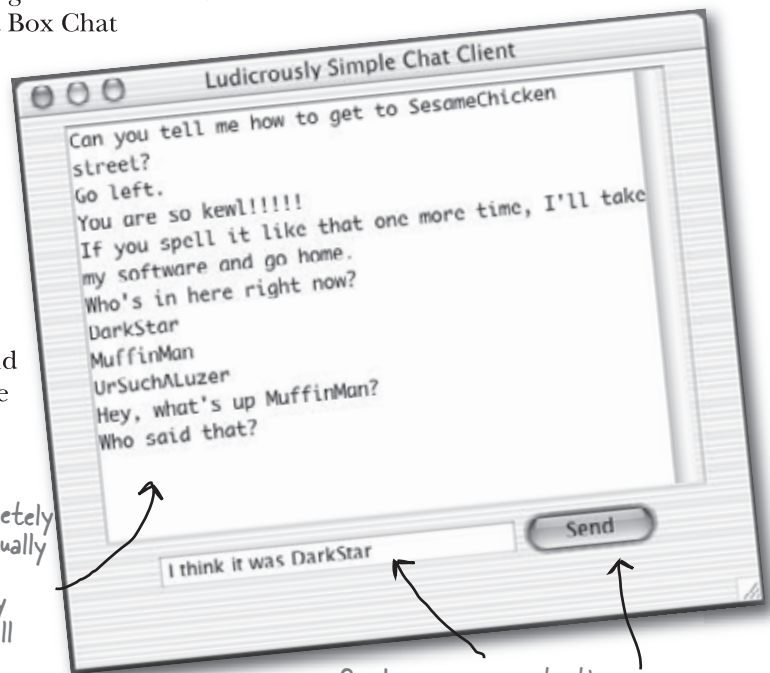 Box Chat
Ludicrously Simple Chat Client
Can you tell me how to get to SesameChicken
street?
Go left.
You are so kewl!!!!!
If you spell it like that one more time, I'll take
my software and go home.
Who's in here right now?
DarkStar
MuffinMan
UrSuchALuzer
Hey, what's up MuffinMan?
Who said that?
I think it was DarkStar
Send